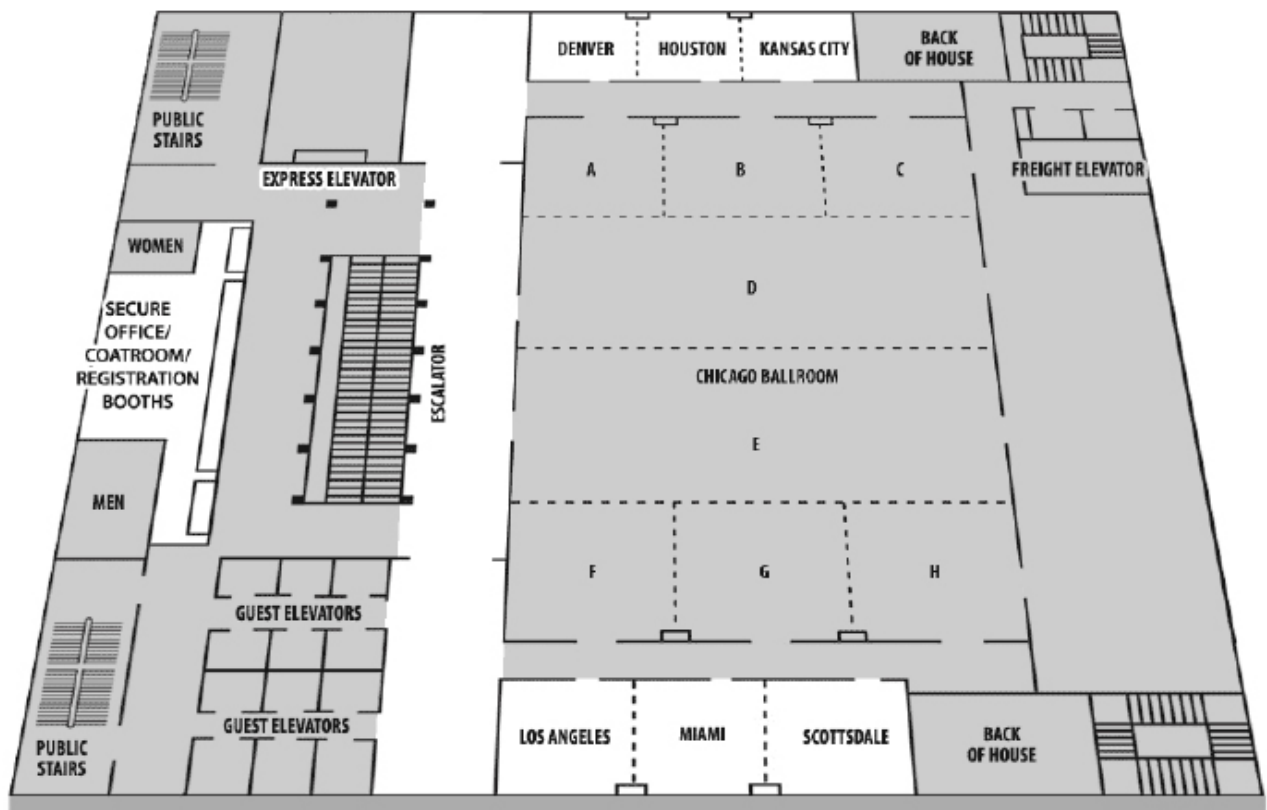 DENVER
HOUSTON
KANSAS CITY
BACK
OF HOUSE
PUBLIC
STAIRS
EXPRESS ELEVATOR
A
B
C
FREIGHT ELEVATOR
WOMEN
SECURE
OFFICE/
COATROOM/
REGISTRATION
BOOTHS
D
ESCALATOR
CHICAGO BALLROOM
E
MEN
F
G
H
GUEST ELEVATORS
GUEST ELEVATORS
PUBLIC
STAIRS
LOS ANGELES
MIAMI
SCOTTSDALE
BACK
OF HOUSE